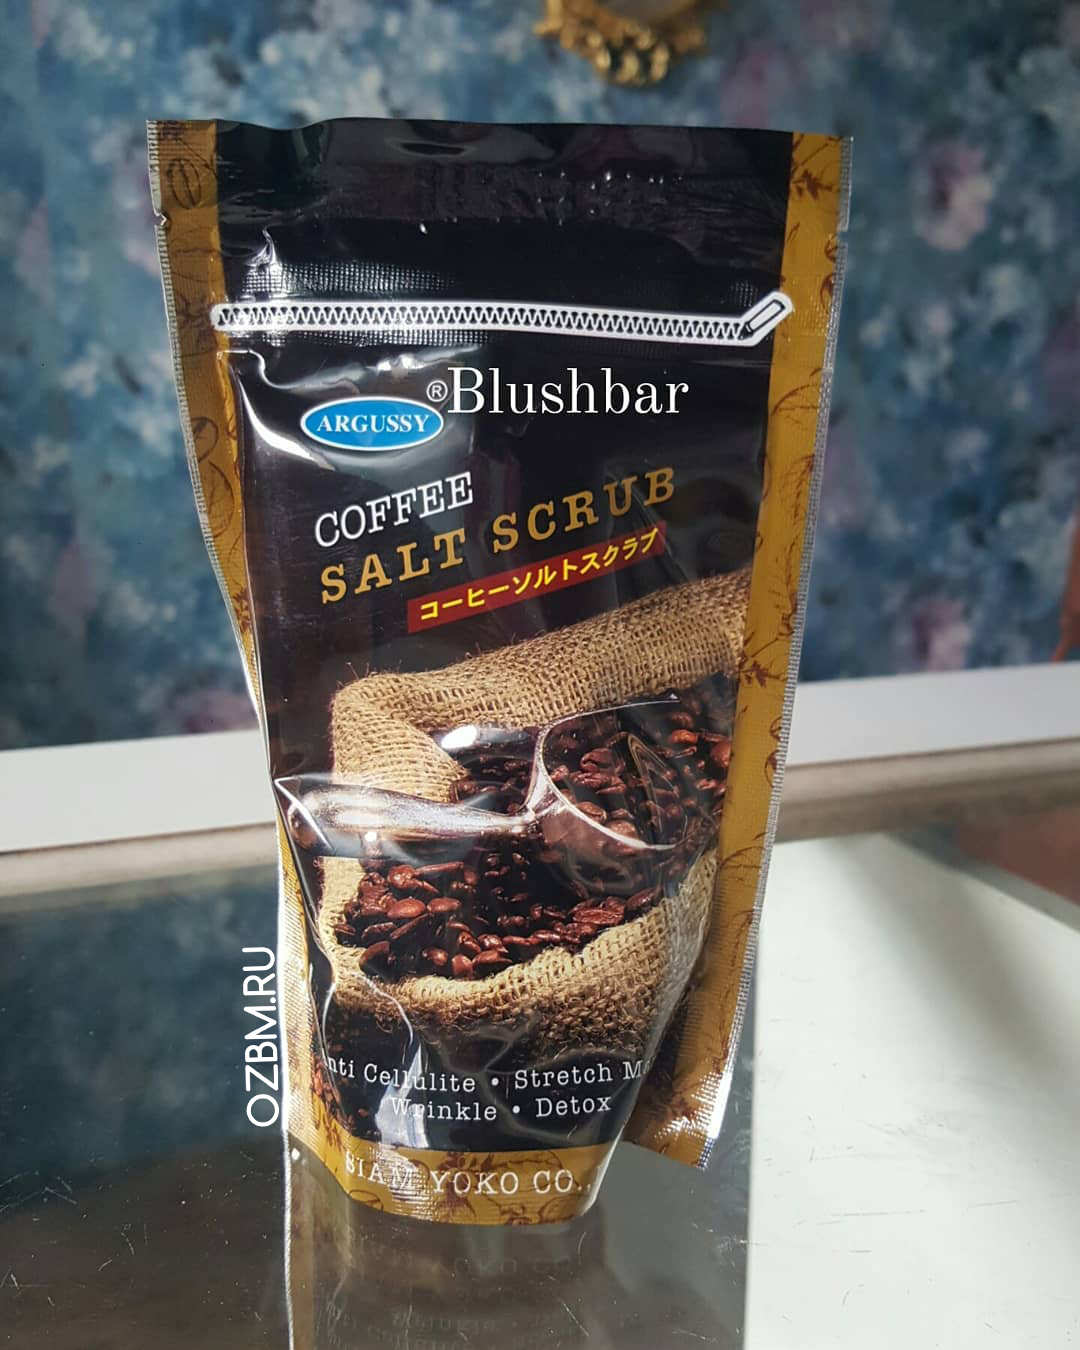 ® Blushbar
ARGUSSY
COFFEE
SALT SCRUB
コーヒーソルトスクラブ
Cellulite • Stretch
Wrinkle • Detox
SIAM YOKO CO.,
OZBM.RU